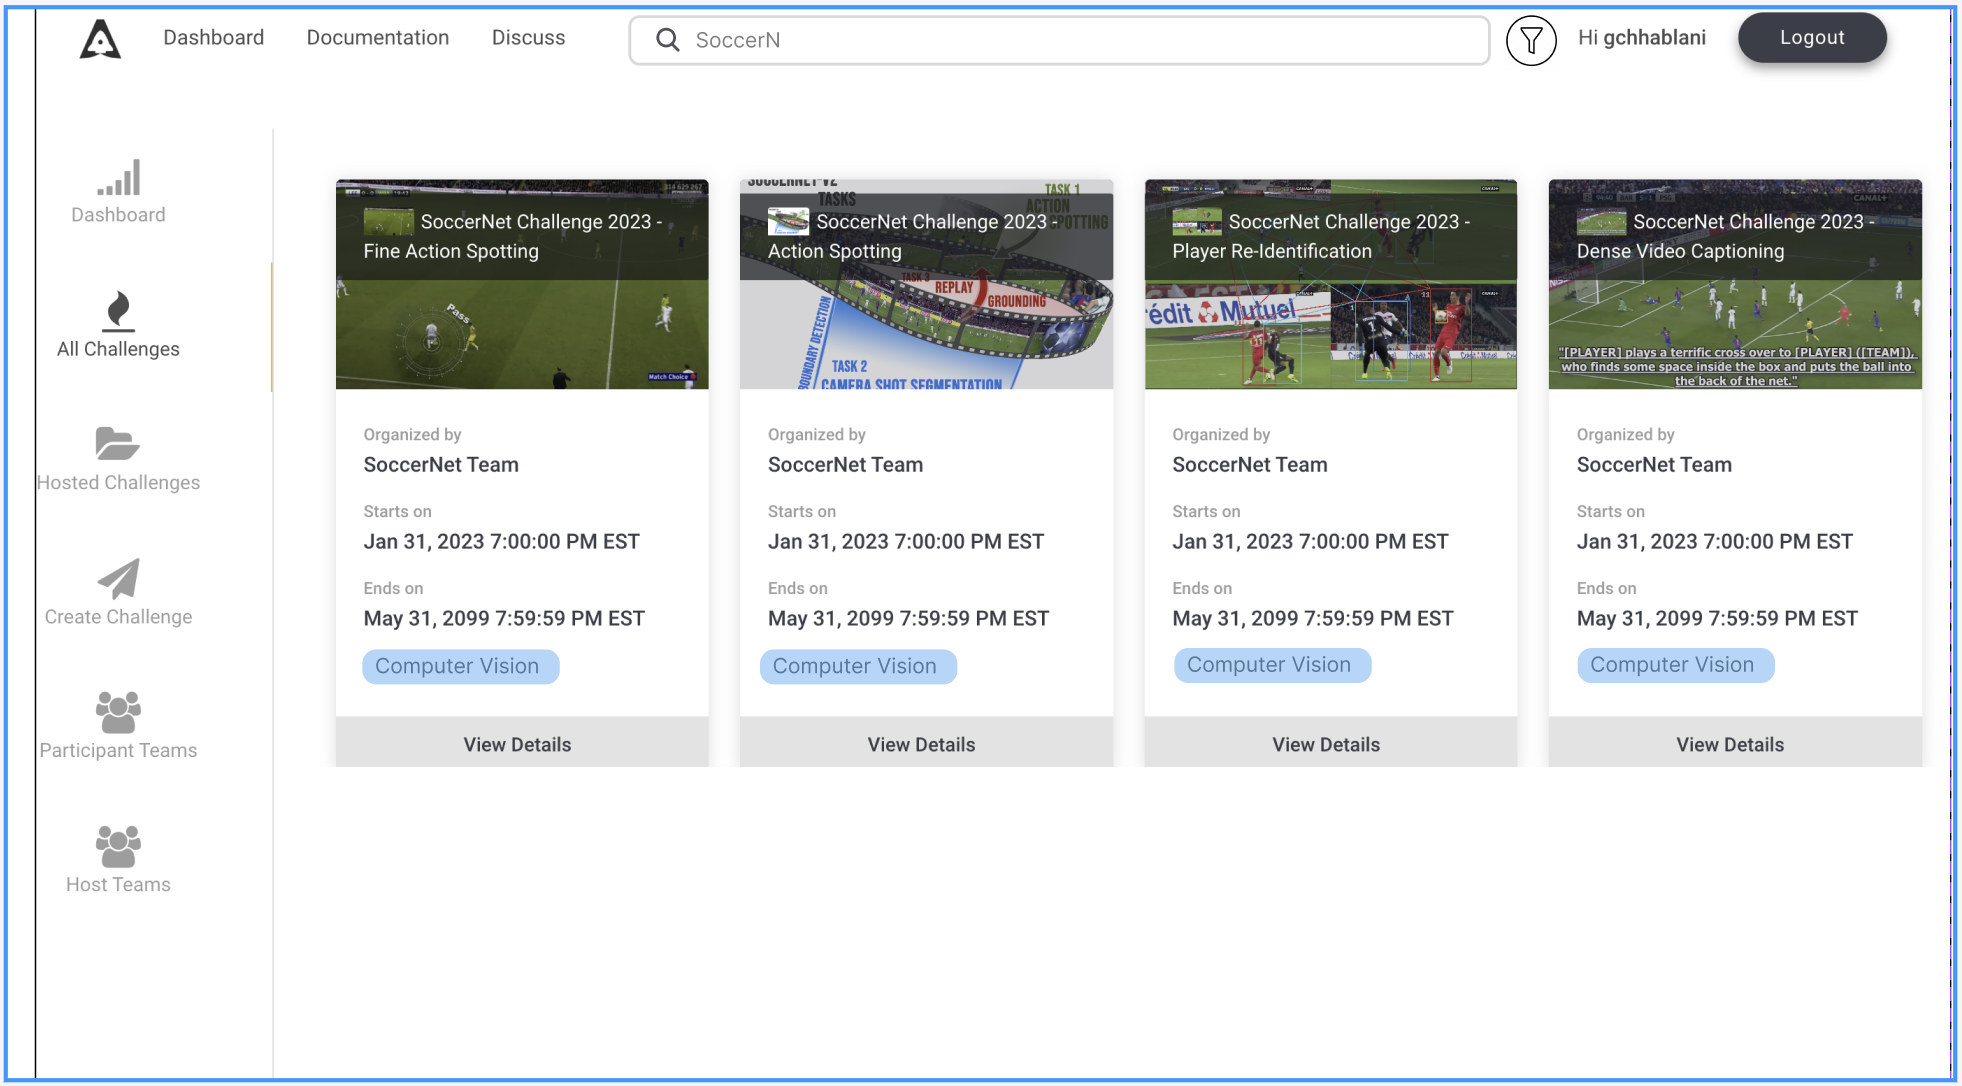 Dashboard Documentation Discuss SoccerN Hi gchhablani Logout
Dashboard
All Challenges
Hosted Challenges
Create Challenge
Participant Teams
Host Teams
SoccerNet Challenge 2023 -
Fine Action Spotting
Pass
Match Choice
Organized by
SoccerNet Team
Starts on
Jan 31, 2023 7:00:00 PM EST
Ends on
May 31, 2099 7:59:59 PM EST
Computer Vision
View Details
SOCCERNET-V2
TASKS
TASK 1
ACTION
SPOTTING
SoccerNet Challenge 2023 -
Action Spotting
TASK 3
REPLAY
GROUNDING
BOUNDARY DETECTION
TASK 2
CAMERA SHOT SEGMENTATION
Organized by
SoccerNet Team
Starts on
Jan 31, 2023 7:00:00 PM EST
Ends on
May 31, 2099 7:59:59 PM EST
Computer Vision
View Details
SoccerNet Challenge 2023 -
Player Re-Identification
rédit Mutuel
Organized by
SoccerNet Team
Starts on
Jan 31, 2023 7:00:00 PM EST
Ends on
May 31, 2099 7:59:59 PM EST
Computer Vision
View Details
CANAL+
SoccerNet Challenge 2023 -
Dense Video Captioning
"[PLAYER] plays a terrific cross over to [PLAYER] ([TEAM]),
who finds some space inside the box and puts the ball into
the back of the net."
Organized by
SoccerNet Team
Starts on
Jan 31, 2023 7:00:00 PM EST
Ends on
May 31, 2099 7:59:59 PM EST
Computer Vision
View Details